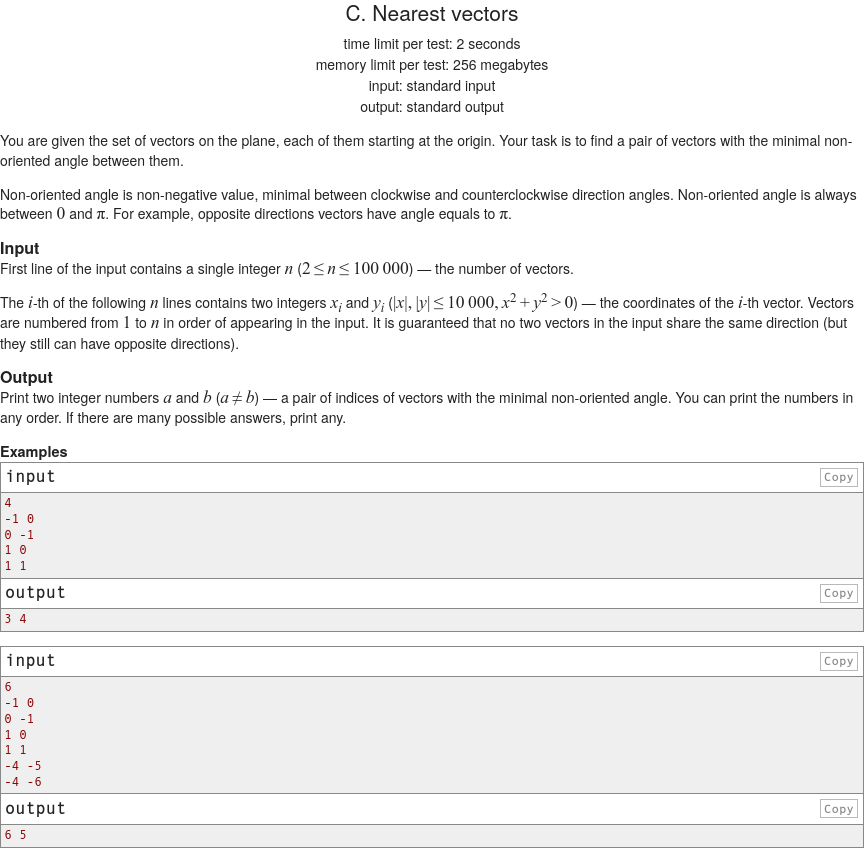 C. Nearest vectors
time limit per test: 2 seconds
memory limit per test: 256 megabytes
input: standard input
output: standard output
You are given the set of vectors on the plane, each of them starting at the origin. Your task is to find a pair of vectors with the minimal non-
oriented angle between them.
Non-oriented angle is non-negative value, minimal between clockwise and counterclockwise direction angles. Non-oriented angle is always
between 0 and π. For example, opposite directions vectors have angle equals to π.
Input
First line of the input contains a single integer n (2 ≤ n ≤ 100 000) — the number of vectors.
The i-th of the following n lines contains two integers xᵢ and yᵢ (|x|, |y| ≤ 10 000, x² + y² > 0) — the coordinates of the i-th vector. Vectors
are numbered from 1 to n in order of appearing in the input. It is guaranteed that no two vectors in the input share the same direction (but
they still can have opposite directions).
Output
Print two integer numbers a and b (a ≠ b) — a pair of indices of vectors with the minimal non-oriented angle. You can print the numbers in
any order. If there are many possible answers, print any.
Examples
input Copy
4
-1 0
0 -1
1 0
1 1
output Copy
3 4
input Copy
6
-1 0
0 -1
1 0
1 1
-4 -5
-4 -6
output Copy
6 5